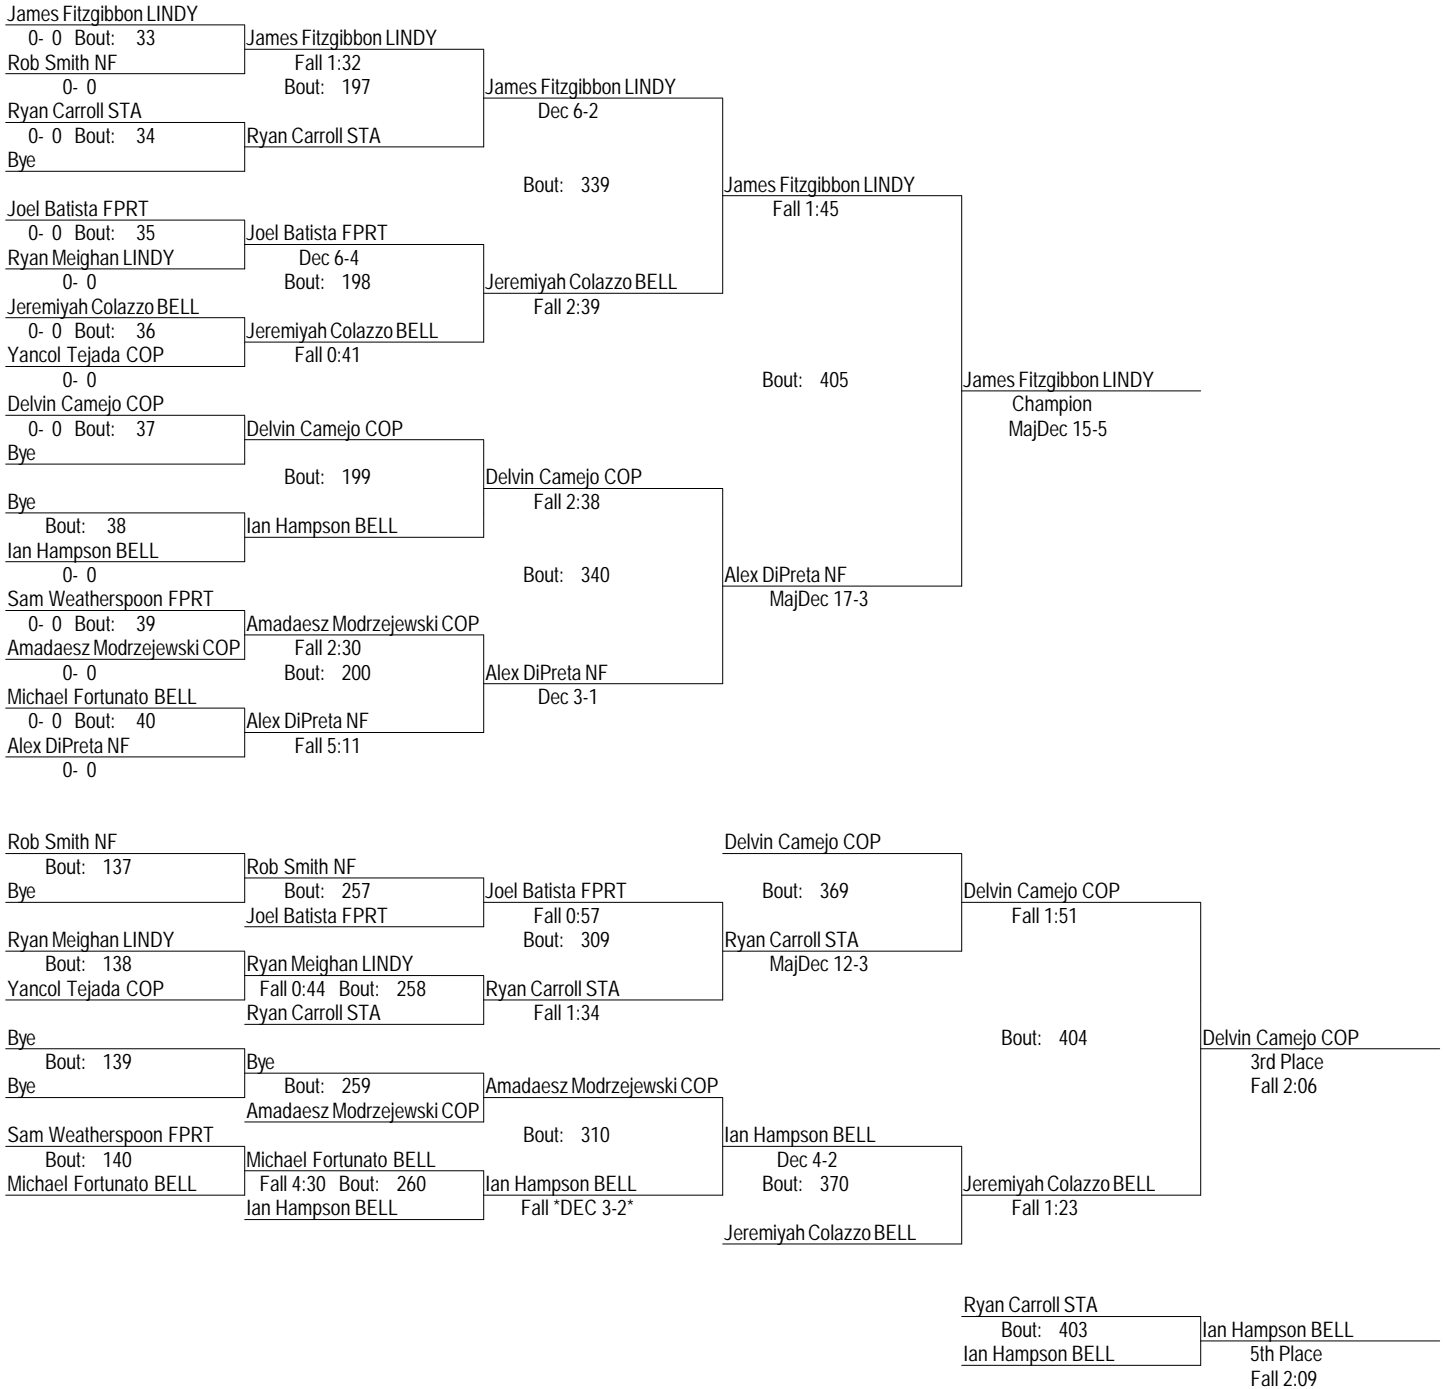 James Fitzgibbon LINDY
0- 0 Bout: 33
James Fitzgibbon LINDY
Rob Smith NF
Fall 1:32
0- 0
Bout: 197
James Fitzgibbon LINDY
Ryan Carroll STA
Dec 6-2
0- 0 Bout: 34
Ryan Carroll STA
Bye
Bout: 339
James Fitzgibbon LINDY
Joel Batista FPRT
Fall 1:45
0- 0 Bout: 35
Joel Batista FPRT
Ryan Meighan LINDY
Dec 6-4
0- 0
Bout: 198
Jeremiyah Colazzo BELL
Jeremiyah Colazzo BELL
Fall 2:39
0- 0 Bout: 36
Jeremiyah Colazzo BELL
Yancol Tejada COP
Fall 0:41
0- 0
Bout: 405
James Fitzgibbon LINDY
Delvin Camejo COP
Champion
0- 0 Bout: 37
Delvin Camejo COP
MajDec 15-5
Bye
Bout: 199
Delvin Camejo COP
Bye
Fall 2:38
Bout: 38
Ian Hampson BELL
Ian Hampson BELL
0- 0
Bout: 340
Alex DiPreta NF
Sam Weatherspoon FPRT
MajDec 17-3
0- 0 Bout: 39
Amadaesz Modrzejewski COP
Amadaesz Modrzejewski COP
Fall 2:30
0- 0
Bout: 200
Alex DiPreta NF
Michael Fortunato BELL
Dec 3-1
0- 0 Bout: 40
Alex DiPreta NF
Alex DiPreta NF
Fall 5:11
0- 0
Rob Smith NF
Delvin Camejo COP
Bout: 137
Rob Smith NF
Bye
Bout: 257
Joel Batista FPRT
Bout: 369
Delvin Camejo COP
Joel Batista FPRT
Fall 0:57
Fall 1:51
Ryan Meighan LINDY
Bout: 309
Ryan Carroll STA
Bout: 138
Ryan Meighan LINDY
MajDec 12-3
Yancol Tejada COP
Fall 0:44 Bout: 258
Ryan Carroll STA
Ryan Carroll STA
Fall 1:34
Bye
Bout: 404
Delvin Camejo COP
Bout: 139
Bye
3rd Place
Bye
Bout: 259
Amadaesz Modrzejewski COP
Fall 2:06
Amadaesz Modrzejewski COP
Sam Weatherspoon FPRT
Bout: 310
Ian Hampson BELL
Bout: 140
Michael Fortunato BELL
Dec 4-2
Michael Fortunato BELL
Fall 4:30 Bout: 260
Ian Hampson BELL
Bout: 370
Jeremiyah Colazzo BELL
Ian Hampson BELL
Fall *DEC 3-2*
Fall 1:23
Jeremiyah Colazzo BELL
Ryan Carroll STA
Bout: 403
Ian Hampson BELL
Ian Hampson BELL
5th Place
Fall 2:09